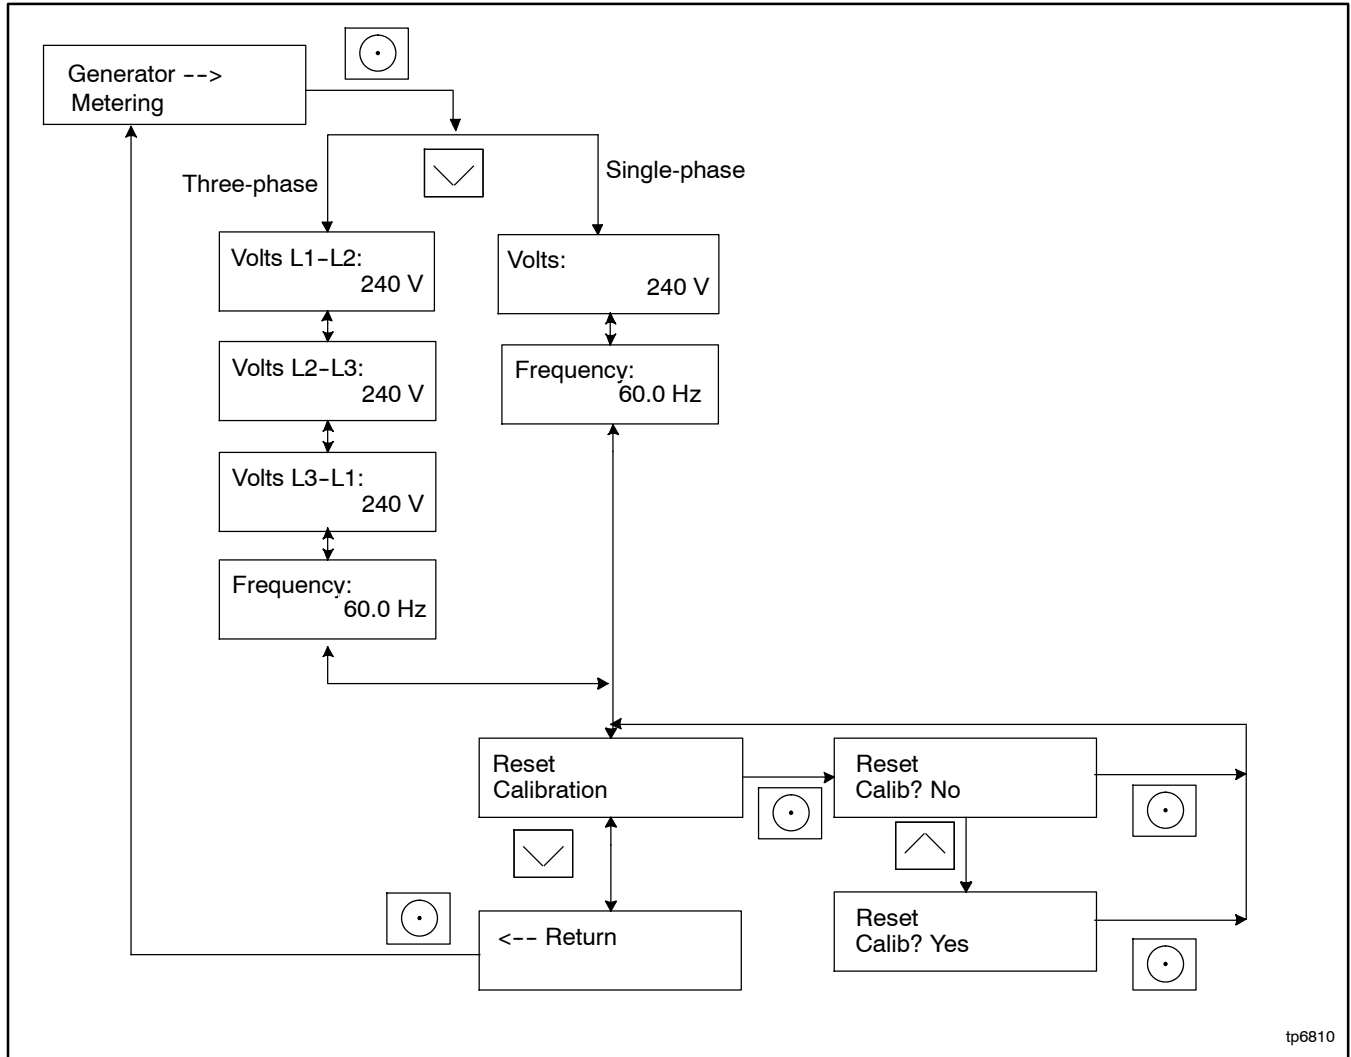 Generator -->
Metering
Three-phase
Single-phase
Volts L1-L2:
240 V
Volts:
240 V
Volts L2-L3:
240 V
Frequency:
60.0 Hz
Volts L3-L1:
240 V
Frequency:
60.0 Hz
Reset
Calibration
Reset
Calib? No
<-- Return
Reset
Calib? Yes
tp6810